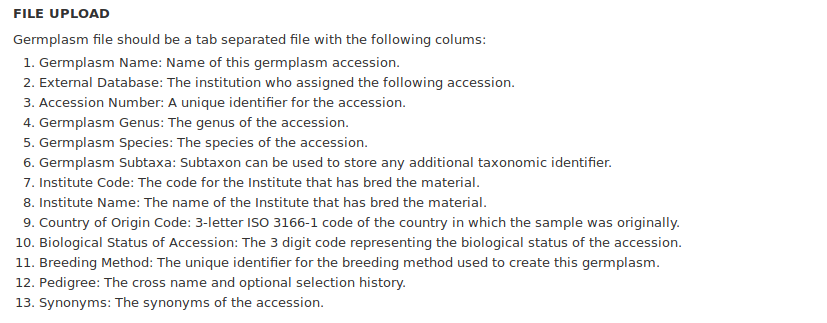 FILE UPLOAD
Germplasm file should be a tab separated file with the following colums:
1. Germplasm Name: Name of this germplasm accession.
2. External Database: The institution who assigned the following accession.
3. Accession Number: A unique identifier for the accession.
4. Germplasm Genus: The genus of the accession.
5. Germplasm Species: The species of the accession.
6. Germplasm Subtaxa: Subtaxon can be used to store any additional taxonomic identifier.
7. Institute Code: The code for the Institute that has bred the material.
8. Institute Name: The name of the Institute that has bred the material.
9. Country of Origin Code: 3-letter ISO 3166-1 code of the country in which the sample was originally.
10. Biological Status of Accession: The 3 digit code representing the biological status of the accession.
11. Breeding Method: The unique identifier for the breeding method used to create this germplasm.
12. Pedigree: The cross name and optional selection history.
13. Synonyms: The synonyms of the accession.